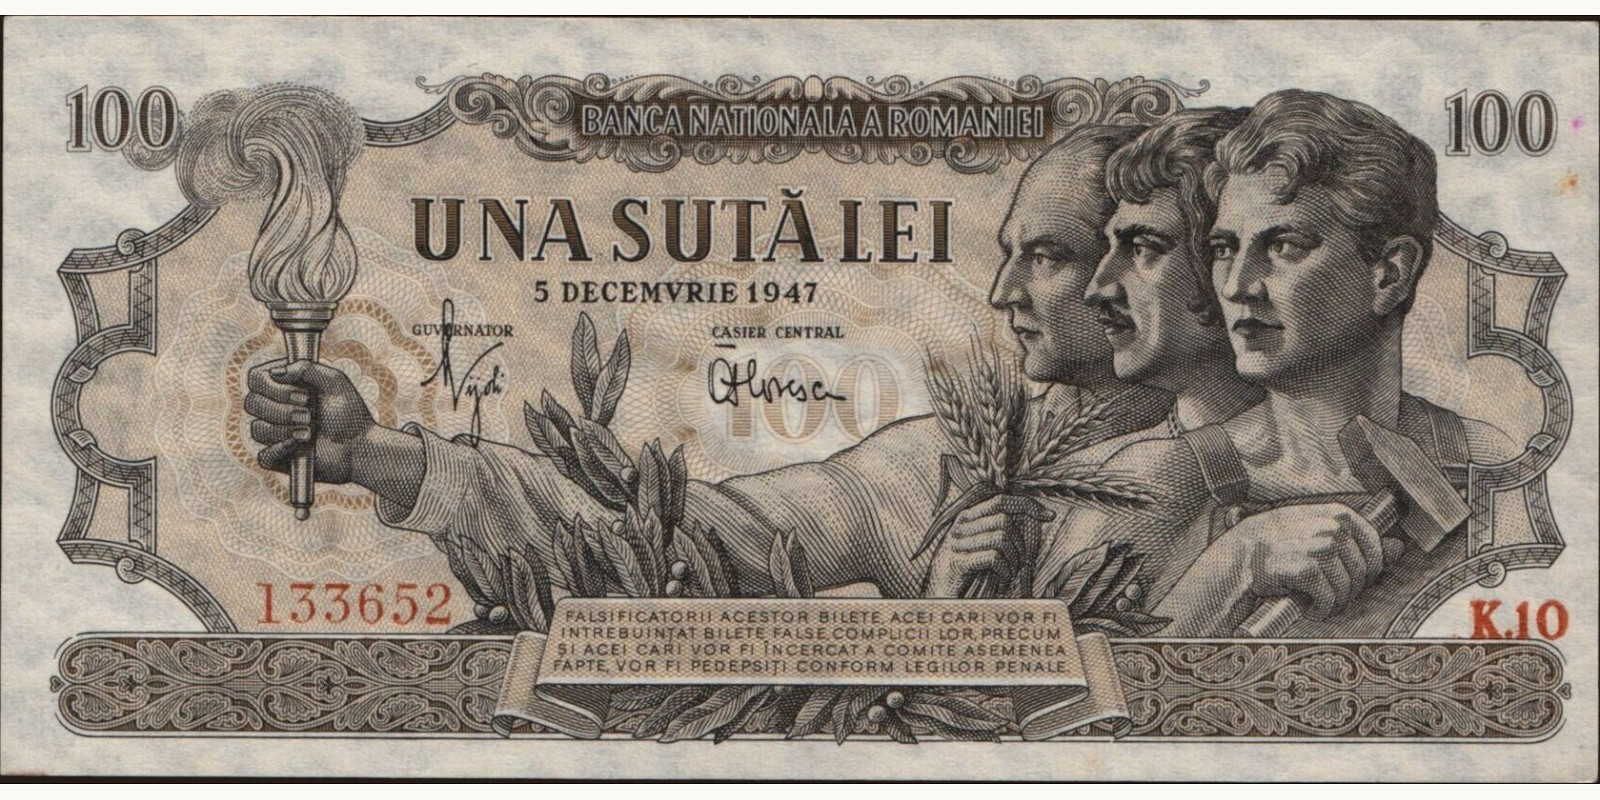 100
BANCA NATIONALA A ROMANIEI
100
UNA SUTĂ LEI
5 DECEMVRIE 1947
GUVERNATOR
CASIER CENTRAL
100
133652
K.10
FALSIFICATORII ACESTOR BILETE, ACEI CARI VOR FI
INTREBUINȚAT BILETE FALSE, COMPLICII LOR, PRECUM
ȘI ACEI CARI VOR FI ÎNCERCAT A COMITE ASEMENEA
FAPTE, VOR FI PEDEPSIȚI CONFORM LEGILOR PENALE